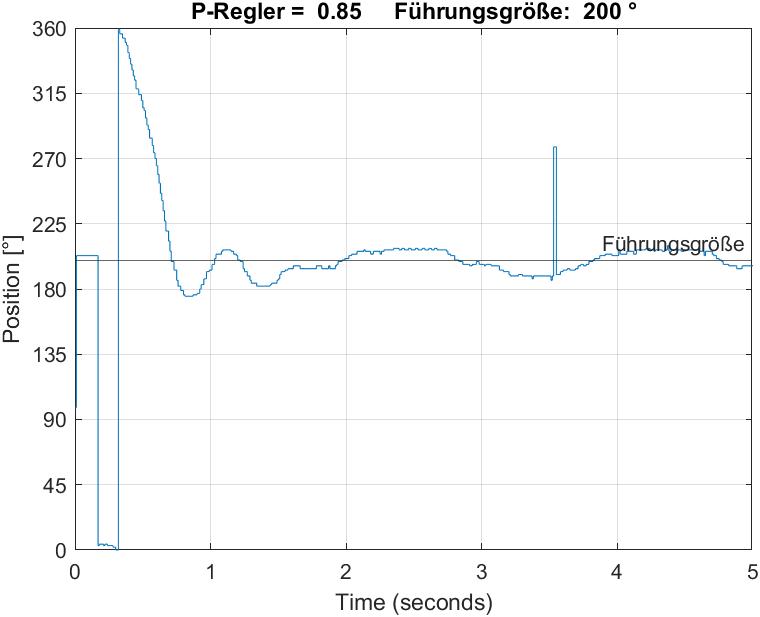 P-Regler = 0.85 Führungsgröße: 200 °
360
315
270
225
180
135
90
45
0
Position [°]
Führungsgröße
0 1 2 3 4 5
Time (seconds)